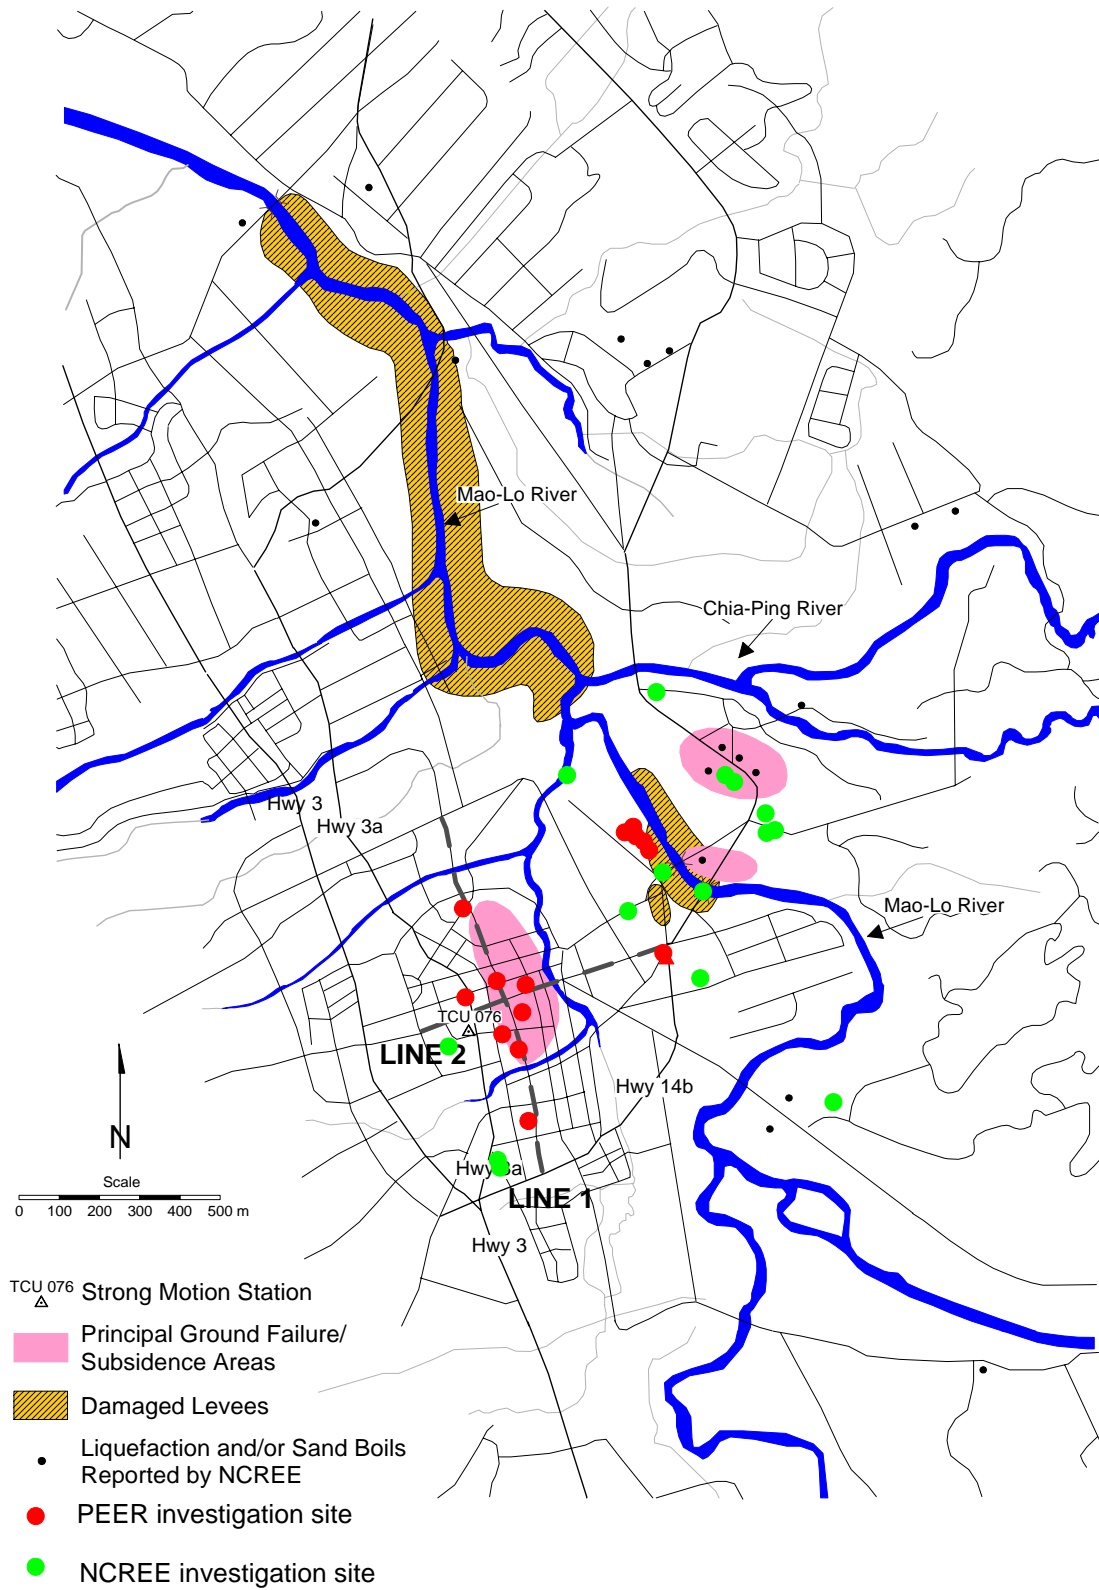 Mao-Lo River
Chia-Ping River
Hwy 3
Hwy 3a
Mao-Lo River
TCU 076
LINE 2
Hwy 14b
N
Hwy 3a
Scale
LINE 1
0 100 200 300 400 500 m
Hwy 3
TCU 076
Strong Motion Station
Principal Ground Failure/
Subsidence Areas
Damaged Levees
Liquefaction and/or Sand Boils
Reported by NCREE
PEER investigation site
NCREE investigation site